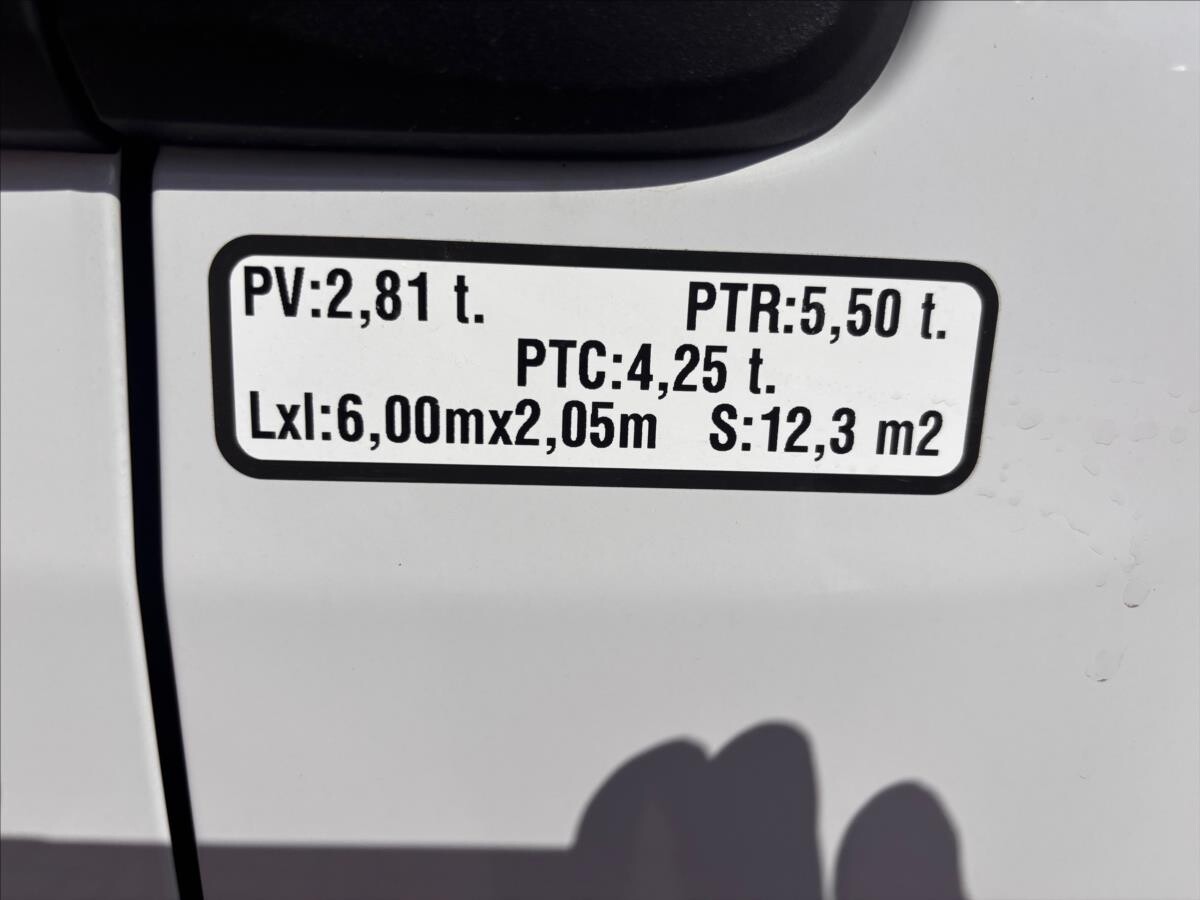 PV:2,81 t. PTR:5,50 t.
PTC:4,25 t.
Lxl:6,00mx2,05m S:12,3 m2